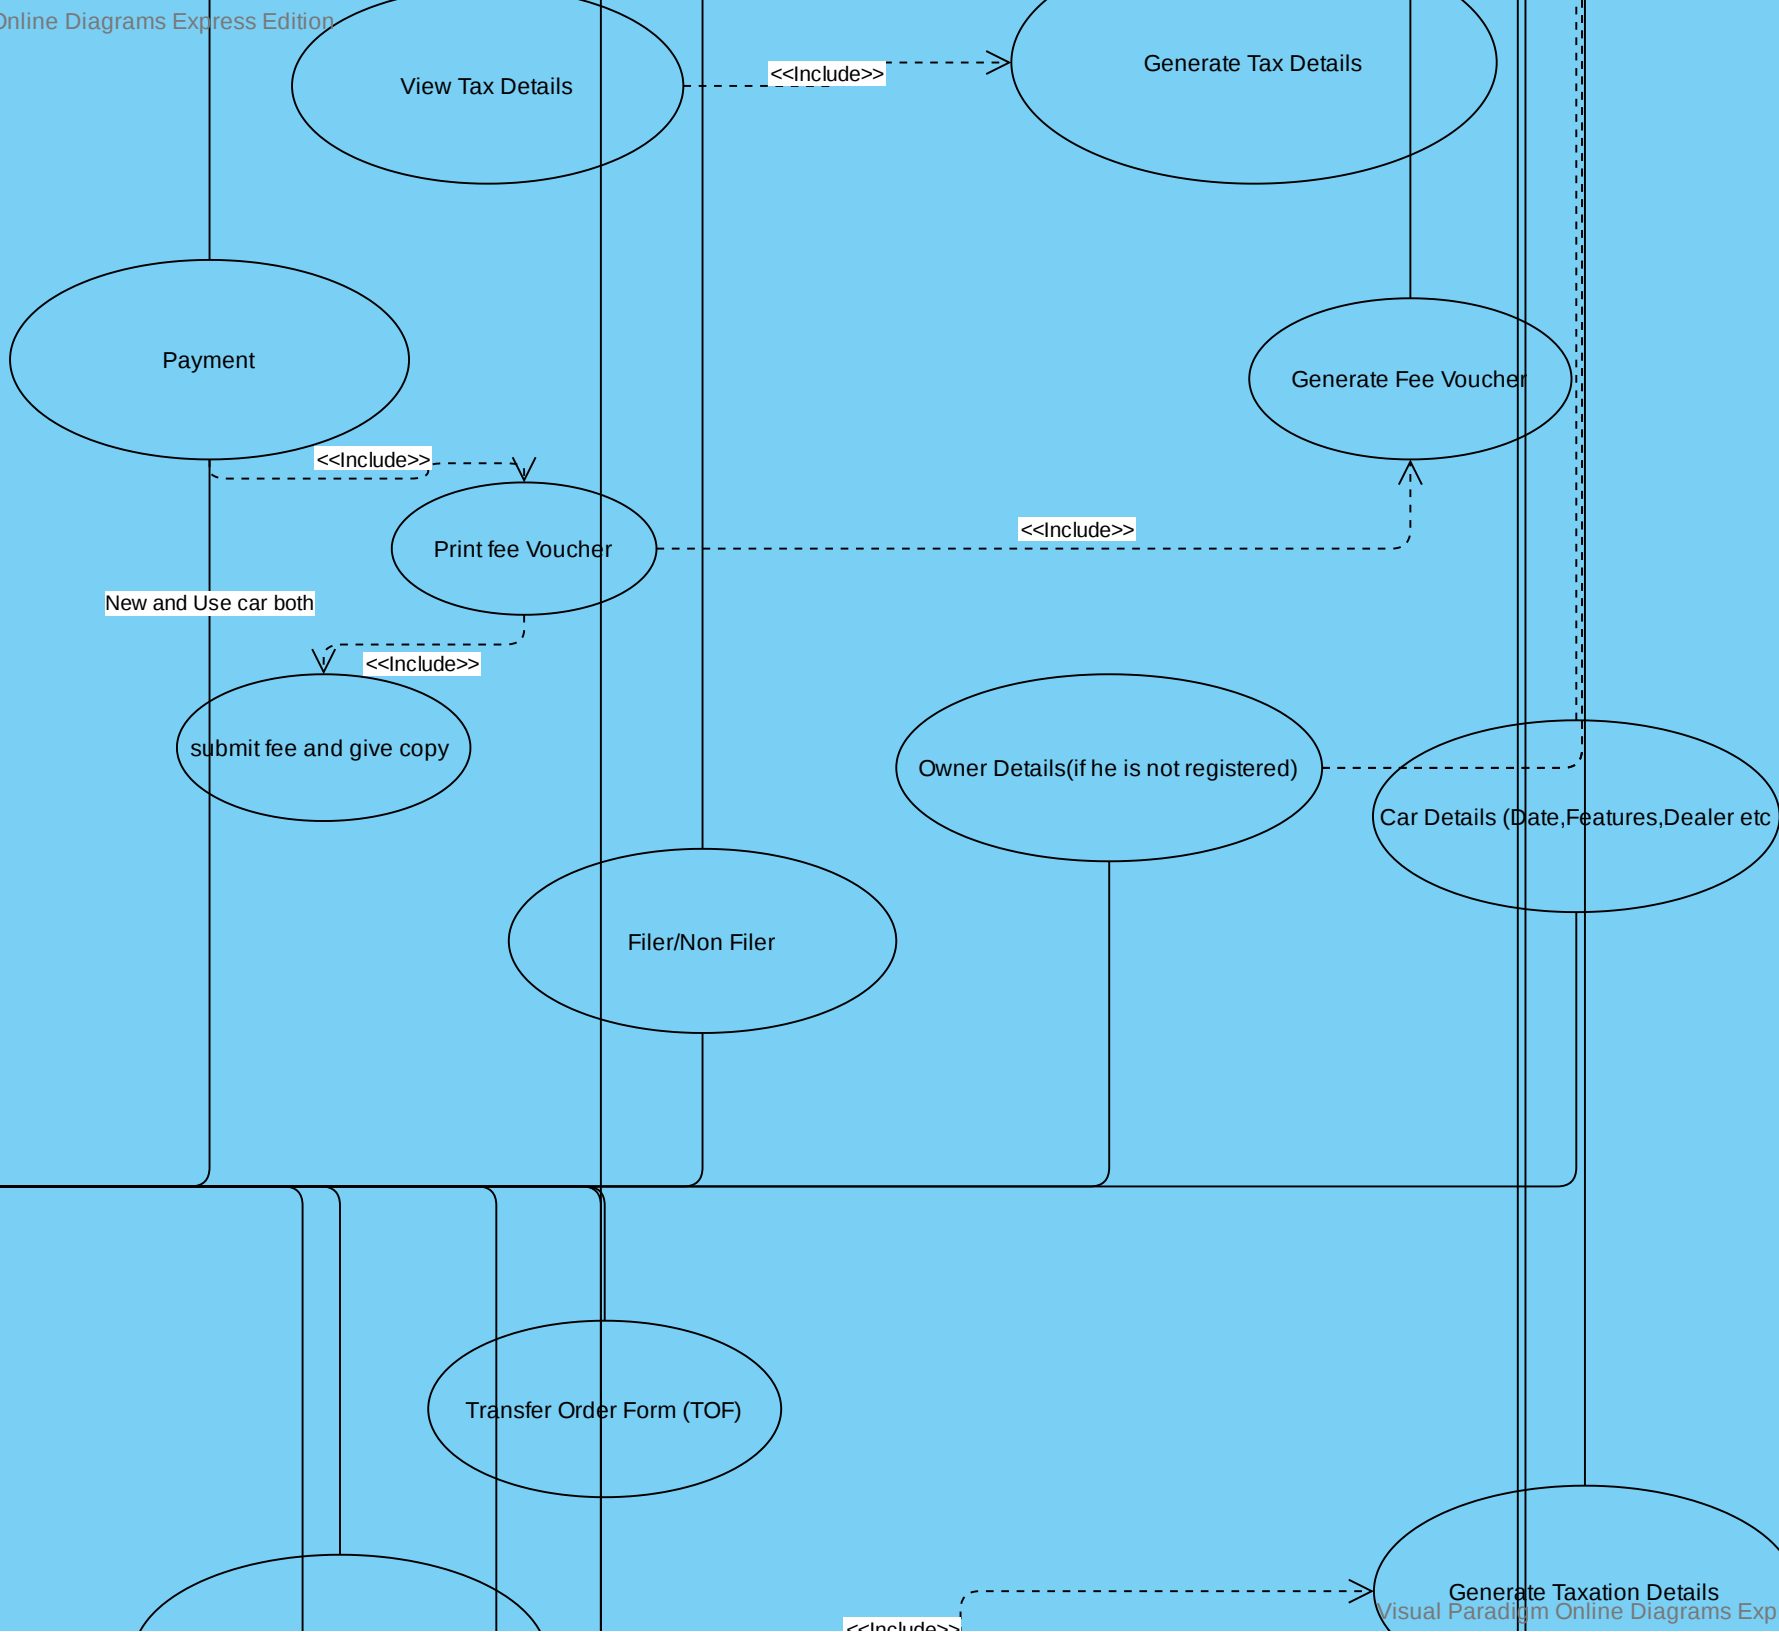 Online Diagrams Express Edition
View Tax Details
<<Include>>
Generate Tax Details
Payment
Generate Fee Voucher
<<Include>>
<<Include>>
Print fee Voucher
New and Use car both
<<Include>>
submit fee and give copy
Owner Details(if he is not registered)
Car Details (Date,Features,Dealer etc
Filer/Non Filer
Transfer Order Form (TOF)
Generate Taxation Details
Visual Paradigm Online Diagrams Exp
<<Include>>